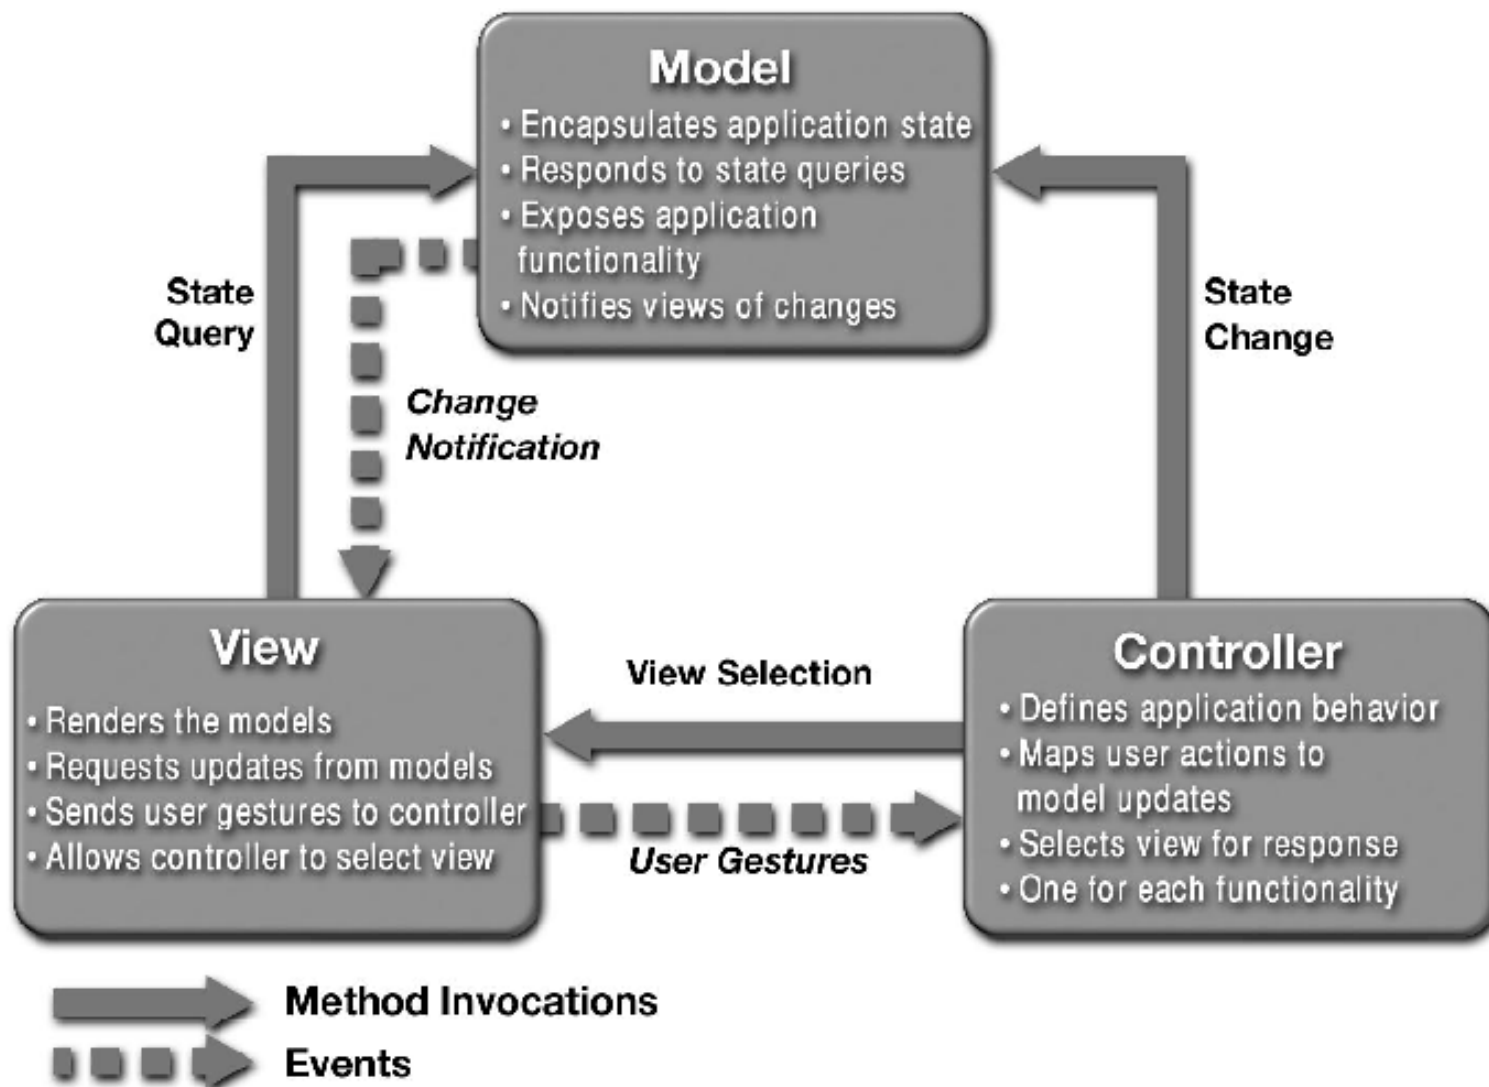 Model
• Encapsulates application state
• Responds to state queries
• Exposes application
functionality
• Notifies views of changes
State
Query
Change
Notification
State
Change
View
• Renders the models
• Requests updates from models
• Sends user gestures to controller
• Allows controller to select view
View Selection
User Gestures
Controller
• Defines application behavior
• Maps user actions to
model updates
• Selects view for response
• One for each functionality
Method Invocations
Events